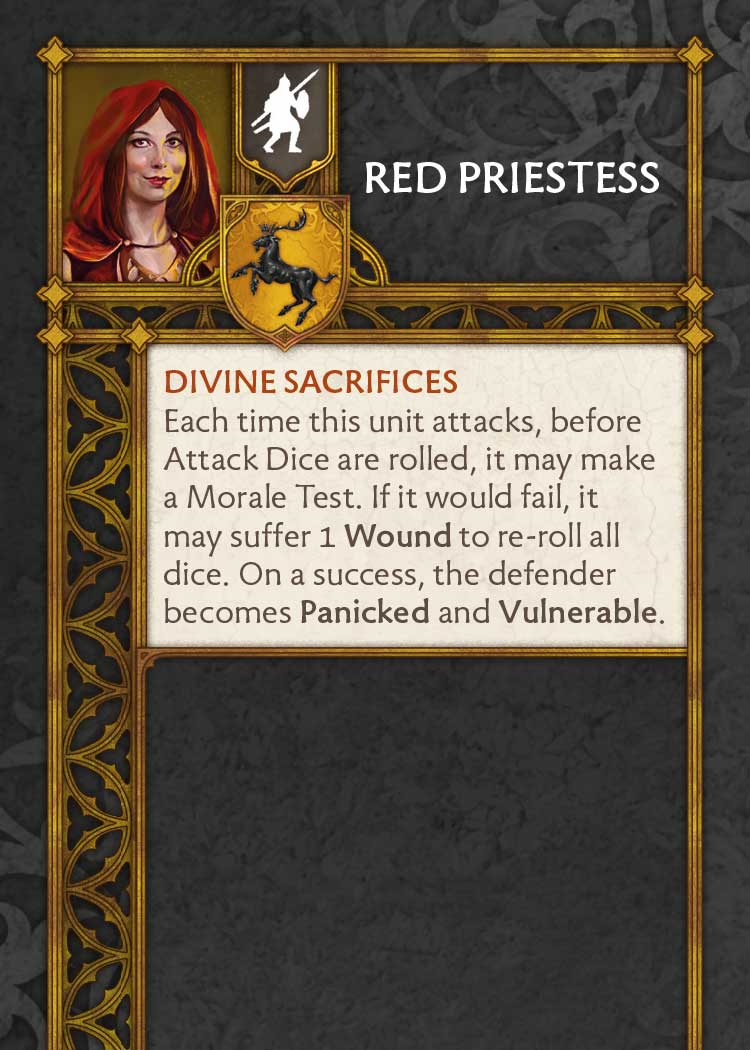 RED PRIESTESS
DIVINE SACRIFICES
Each time this unit attacks, before
Attack Dice are rolled, it may make
a Morale Test. If it would fail, it
may suffer 1 Wound to re-roll all
dice. On a success, the defender
becomes Panicked and Vulnerable.